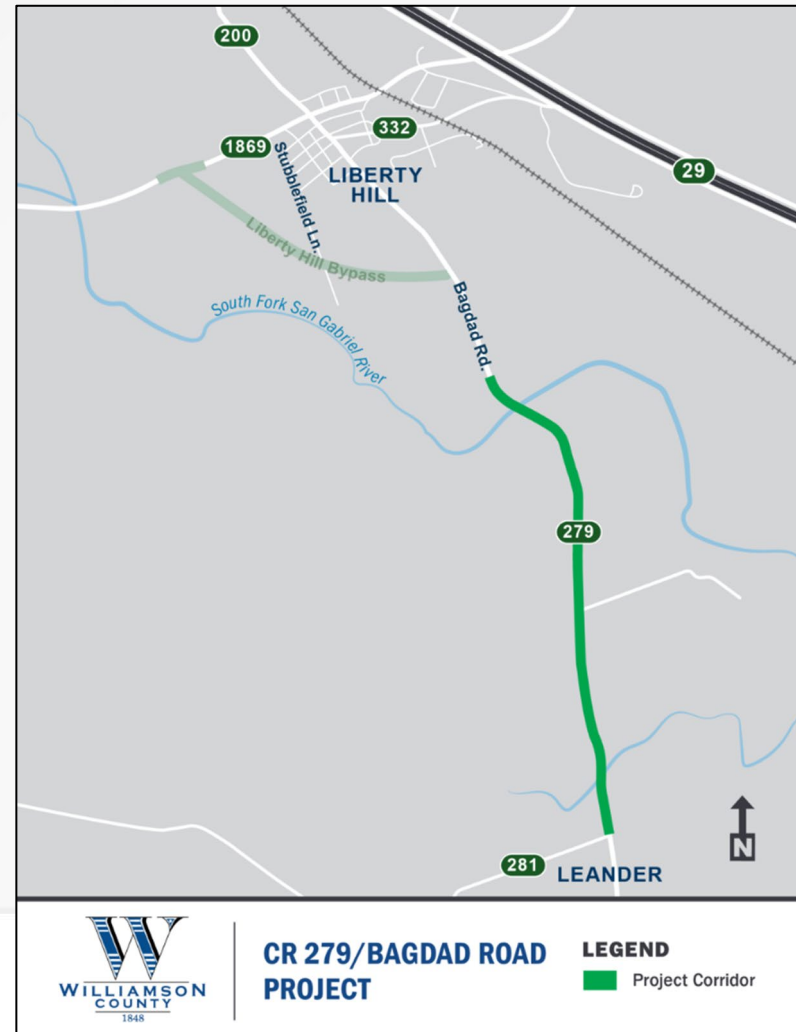 200
332
1869
Stubblefield Ln.
LIBERTY
HILL
29
Liberty Hill Bypass
South Fork San Gabriel River
Bagdad Rd.
279
281
LEANDER
N
W
WILLIAMSON
COUNTY
1848
CR 279/BAGDAD ROAD
PROJECT
LEGEND
Project Corridor